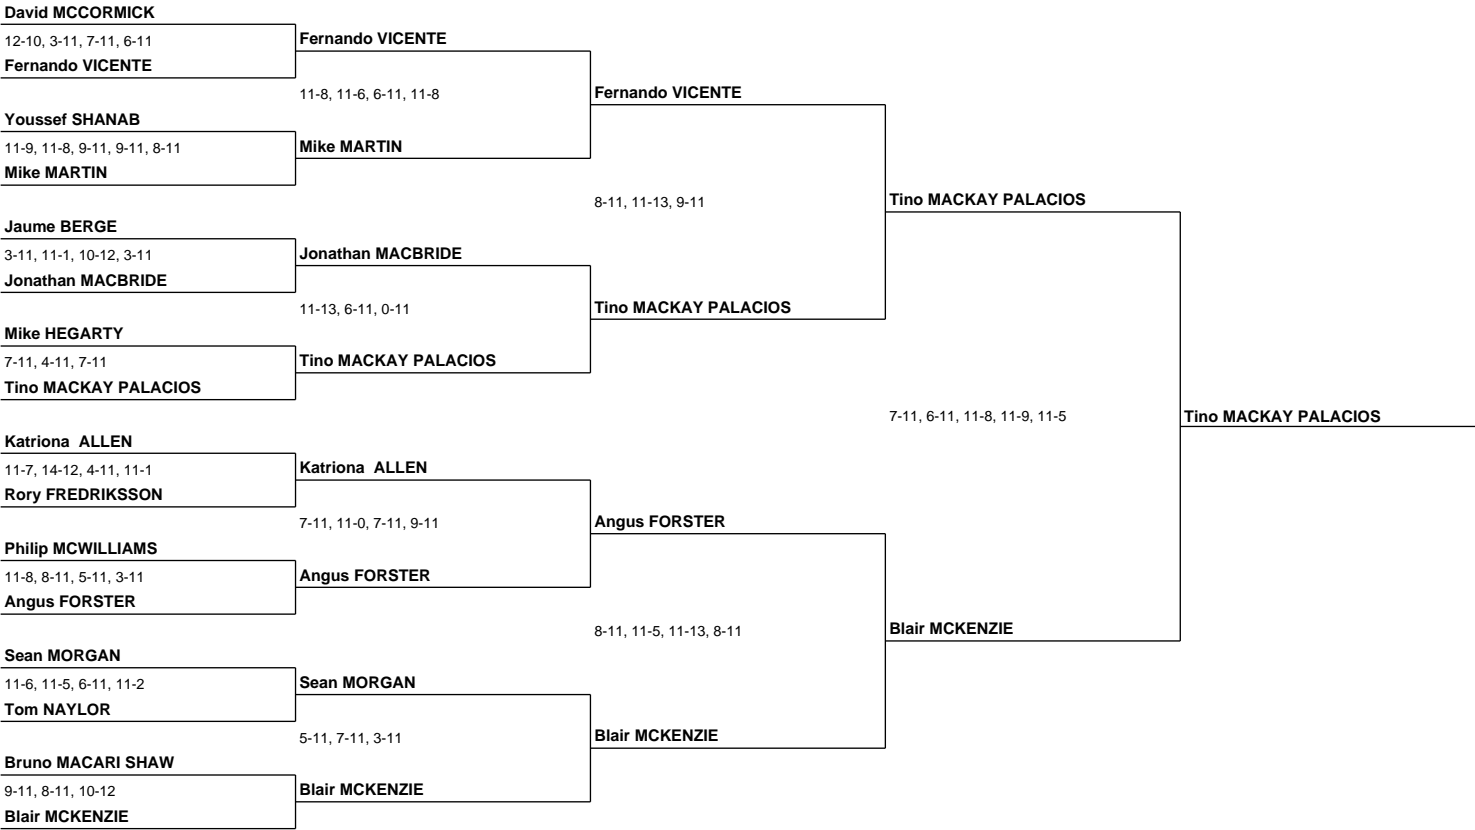 David MCCORMICK
12-10, 3-11, 7-11, 6-11
Fernando VICENTE
Fernando VICENTE
11-8, 11-6, 6-11, 11-8
Fernando VICENTE
Youssef SHANAB
11-9, 11-8, 9-11, 9-11, 8-11
Mike MARTIN
Mike MARTIN
8-11, 11-13, 9-11
Tino MACKAY PALACIOS
Jaume BERGE
3-11, 11-1, 10-12, 3-11
Jonathan MACBRIDE
Jonathan MACBRIDE
11-13, 6-11, 0-11
Tino MACKAY PALACIOS
Mike HEGARTY
7-11, 4-11, 7-11
Tino MACKAY PALACIOS
Tino MACKAY PALACIOS
7-11, 6-11, 11-8, 11-9, 11-5
Tino MACKAY PALACIOS
Katriona  ALLEN
11-7, 14-12, 4-11, 11-1
Rory FREDRIKSSON
Katriona  ALLEN
7-11, 11-0, 7-11, 9-11
Angus FORSTER
Philip MCWILLIAMS
11-8, 8-11, 5-11, 3-11
Angus FORSTER
Angus FORSTER
8-11, 11-5, 11-13, 8-11
Blair MCKENZIE
Sean MORGAN
11-6, 11-5, 6-11, 11-2
Tom NAYLOR
Sean MORGAN
5-11, 7-11, 3-11
Blair MCKENZIE
Bruno MACARI SHAW
9-11, 8-11, 10-12
Blair MCKENZIE
Blair MCKENZIE